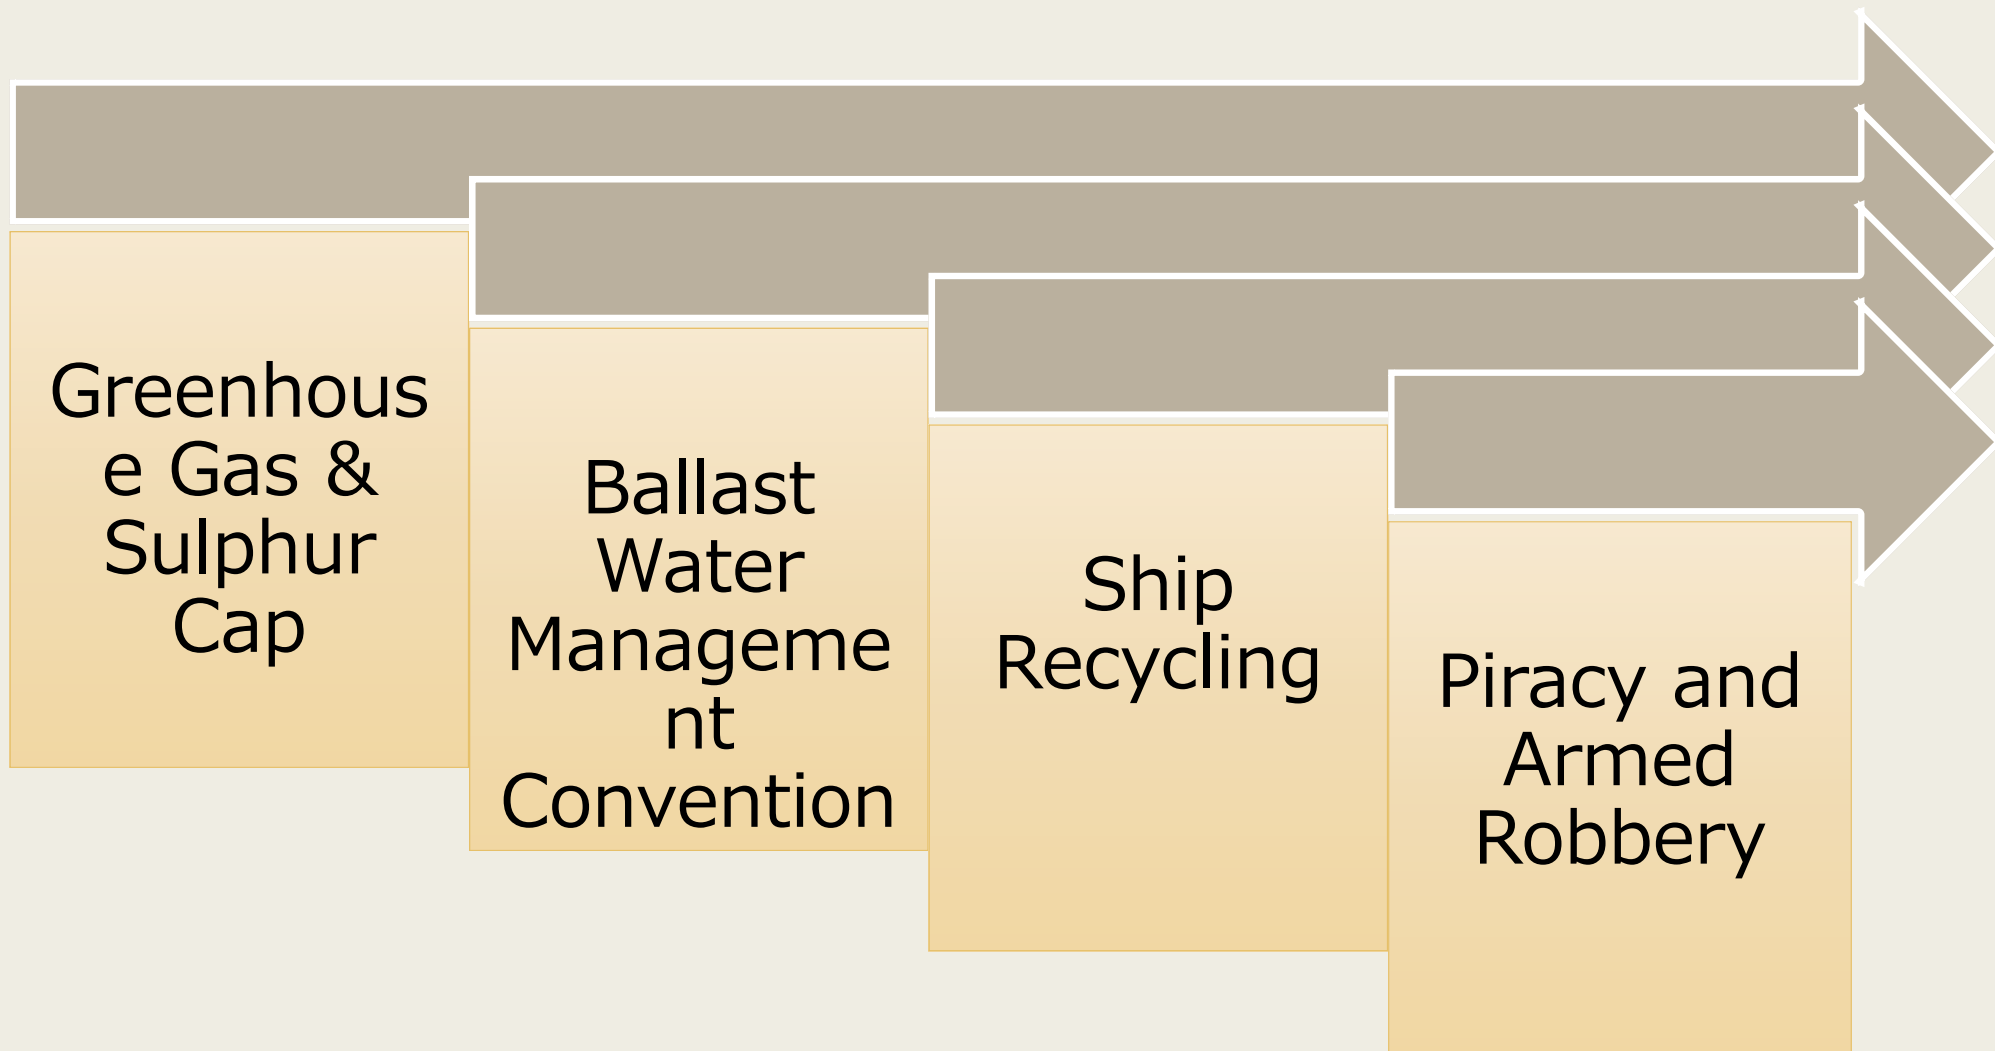 Greenhous
e Gas &
Sulphur
Cap
Ballast
Water
Manageme
nt
Convention
Ship
Recycling
Piracy and
Armed
Robbery